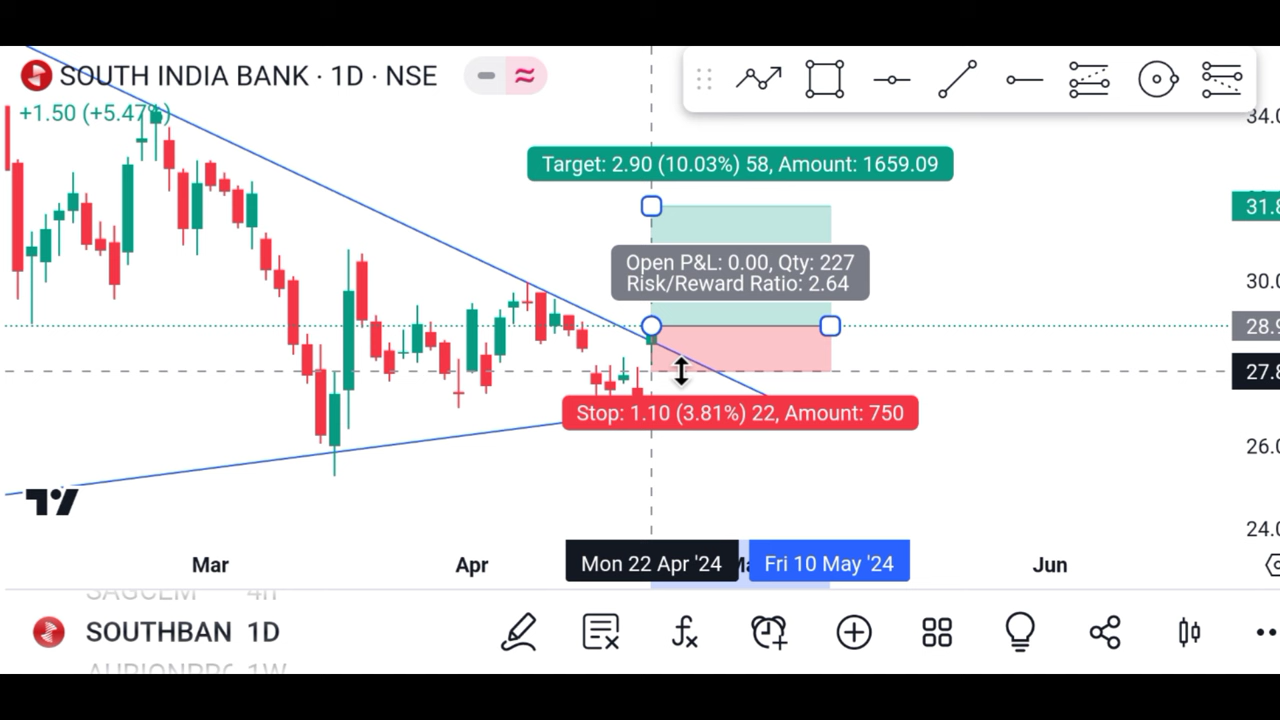 SOUTH INDIA BANK · 1D · NSE
+1.50 (+5.47%)
34.0
Target: 2.90 (10.03%) 58, Amount: 1659.09
31.8
Open P&L: 0.00, Qty: 227
Risk/Reward Ratio: 2.64
30.0
28.9
27.8
Stop: 1.10 (3.81%) 22, Amount: 750
26.0
24.0
Mar
Apr
Mon 22 Apr '24
Fri 10 May '24
Jun
SAGCEM 4H
SOUTHBAN 1D
1W